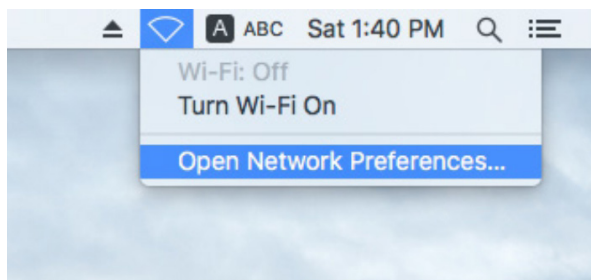 A ABC Sat 1:40 PM
Wi-Fi: Off
Turn Wi-Fi On
Open Network Preferences...